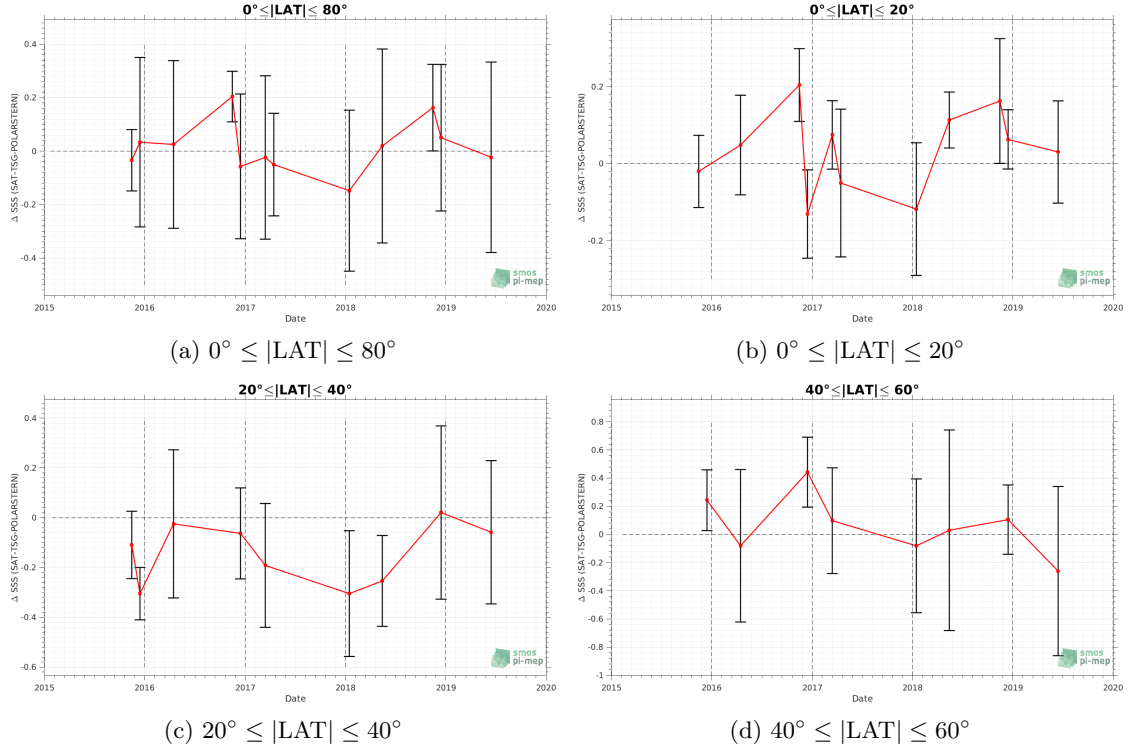 0°≤|LAT|≤ 80°
Δ SSS (SAT-TSG-POLARSTERN)
0.4
0.2
0
-0.2
-0.4
2015 2016 2017 2018 2019 2020
Date
smos
pi-mep
(a) 0° ≤ |LAT| ≤ 80°
0°≤|LAT|≤ 20°
Δ SSS (SAT-TSG-POLARSTERN)
0.2
0
-0.2
2015 2016 2017 2018 2019 2020
Date
smos
pi-mep
(b) 0° ≤ |LAT| ≤ 20°
20°≤|LAT|≤ 40°
Δ SSS (SAT-TSG-POLARSTERN)
0.4
0.2
0
-0.2
-0.4
-0.6
2015 2016 2017 2018 2019 2020
Date
smos
pi-mep
(c) 20° ≤ |LAT| ≤ 40°
40°≤|LAT|≤ 60°
Δ SSS (SAT-TSG-POLARSTERN)
0.8
0.6
0.4
0.2
0
-0.2
-0.4
-0.6
-0.8
-1
2015 2016 2017 2018 2019 2020
Date
smos
pi-mep
(d) 40° ≤ |LAT| ≤ 60°